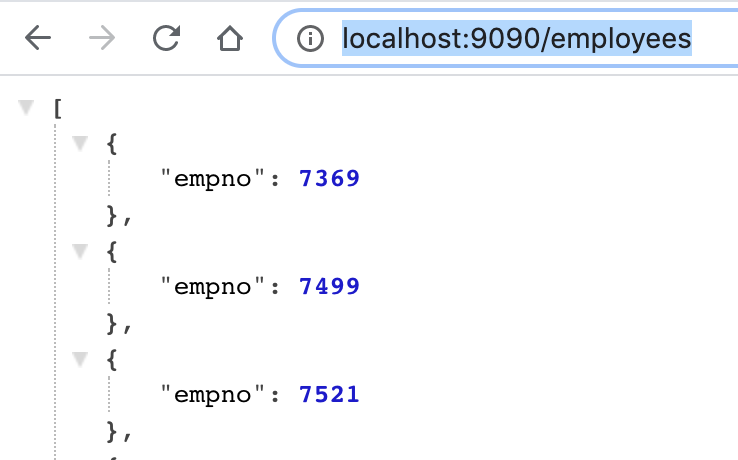 localhost:9090/employees
[
{
"empno": 7369
},
{
"empno": 7499
},
{
"empno": 7521
},
{